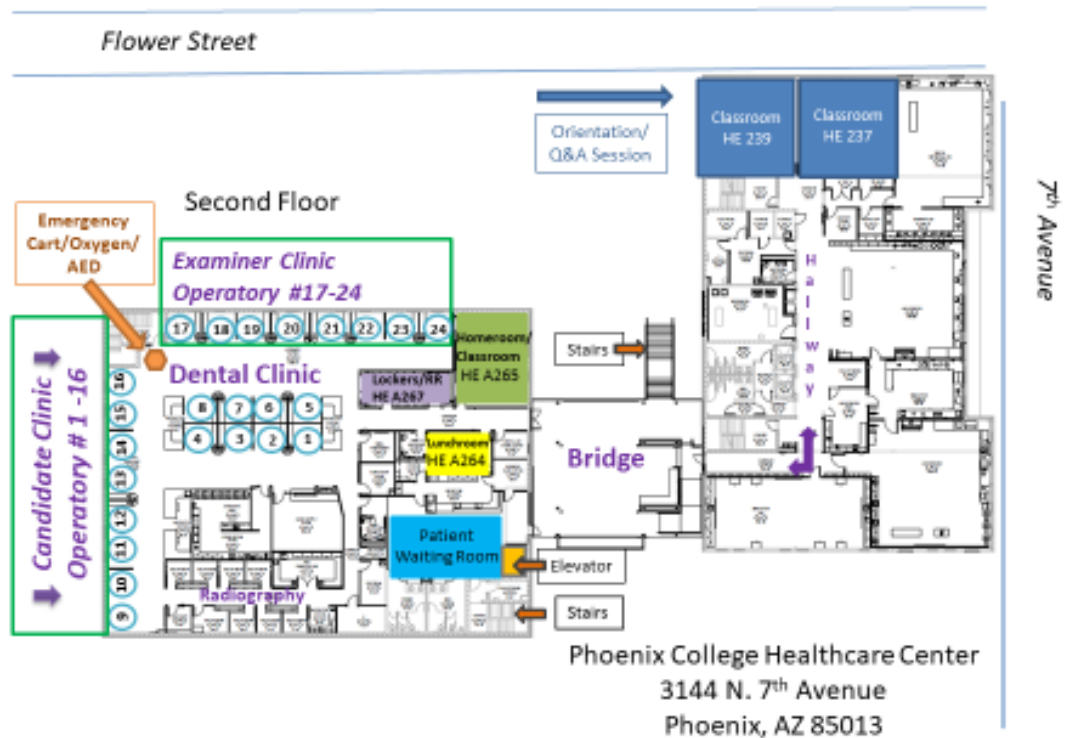 Flower Street
7th Avenue
Orientation/
Q&A Session
Classroom
HE 239
Classroom
HE 237
Second Floor
Emergency
Cart/Oxygen/
AED
Examiner Clinic
Operatory #17-24
17 18 19 20 21 22 23 24
Homeroom/
Classroom
HE A265
Candidate Clinic
Operatory # 1 -16
16
15
14
13
12
11
10
9
Dental Clinic
Lockers/RR
HE A267
8 7 6 5
4 3 2 1
Lunchroom
HE A264
Stairs
Bridge
Hallway
Patient
Waiting Room
Elevator
Radiography
Stairs
Phoenix College Healthcare Center
3144 N. 7th Avenue
Phoenix, AZ 85013